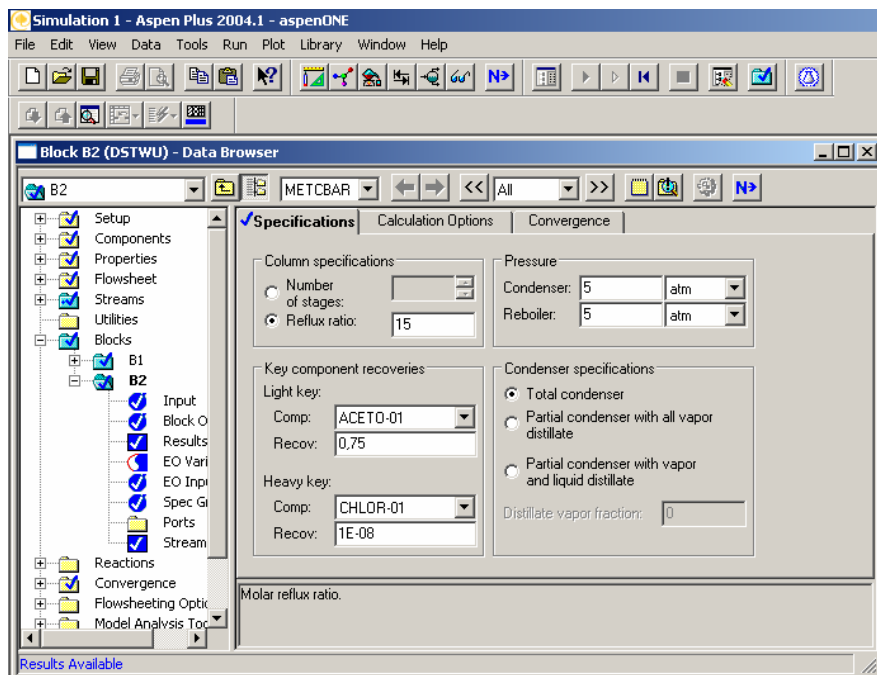 Simulation 1 - Aspen Plus 2004.1 - aspenONE
File Edit View Data Tools Run Plot Library Window Help
N
Block B2 (DSTWU) - Data Browser
B2
METCBAR
<<
All
>>
N
Setup
Components
Properties
Flowsheet
Streams
Utilities
Blocks
B1
B2
Input
Block O
Results
EO Vari
EO Inpu
Spec Gr
Ports
Stream
Reactions
Convergence
Flowsheeting Optic
Model Analysis Too
Specifications Calculation Options Convergence
Column specifications
Number
of stages:
Reflux ratio: 15
Pressure
Condenser: 5 atm
Reboiler: 5 atm
Key component recoveries
Light key:
Comp: ACETO-01
Recov: 0,75
Heavy key:
Comp: CHLOR-01
Recov: 1E-08
Condenser specifications
Total condenser
Partial condenser with all vapor
distillate
Partial condenser with vapor
and liquid distillate
Distillate vapor fraction: 0
Molar reflux ratio.
Results Available